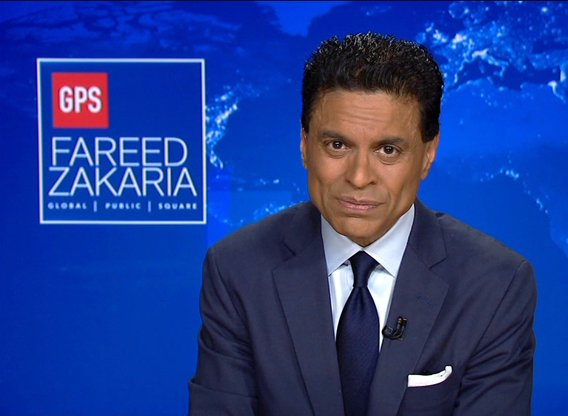 GPS
FAREED
ZAKARIA
GLOBAL | PUBLIC | SQUARE